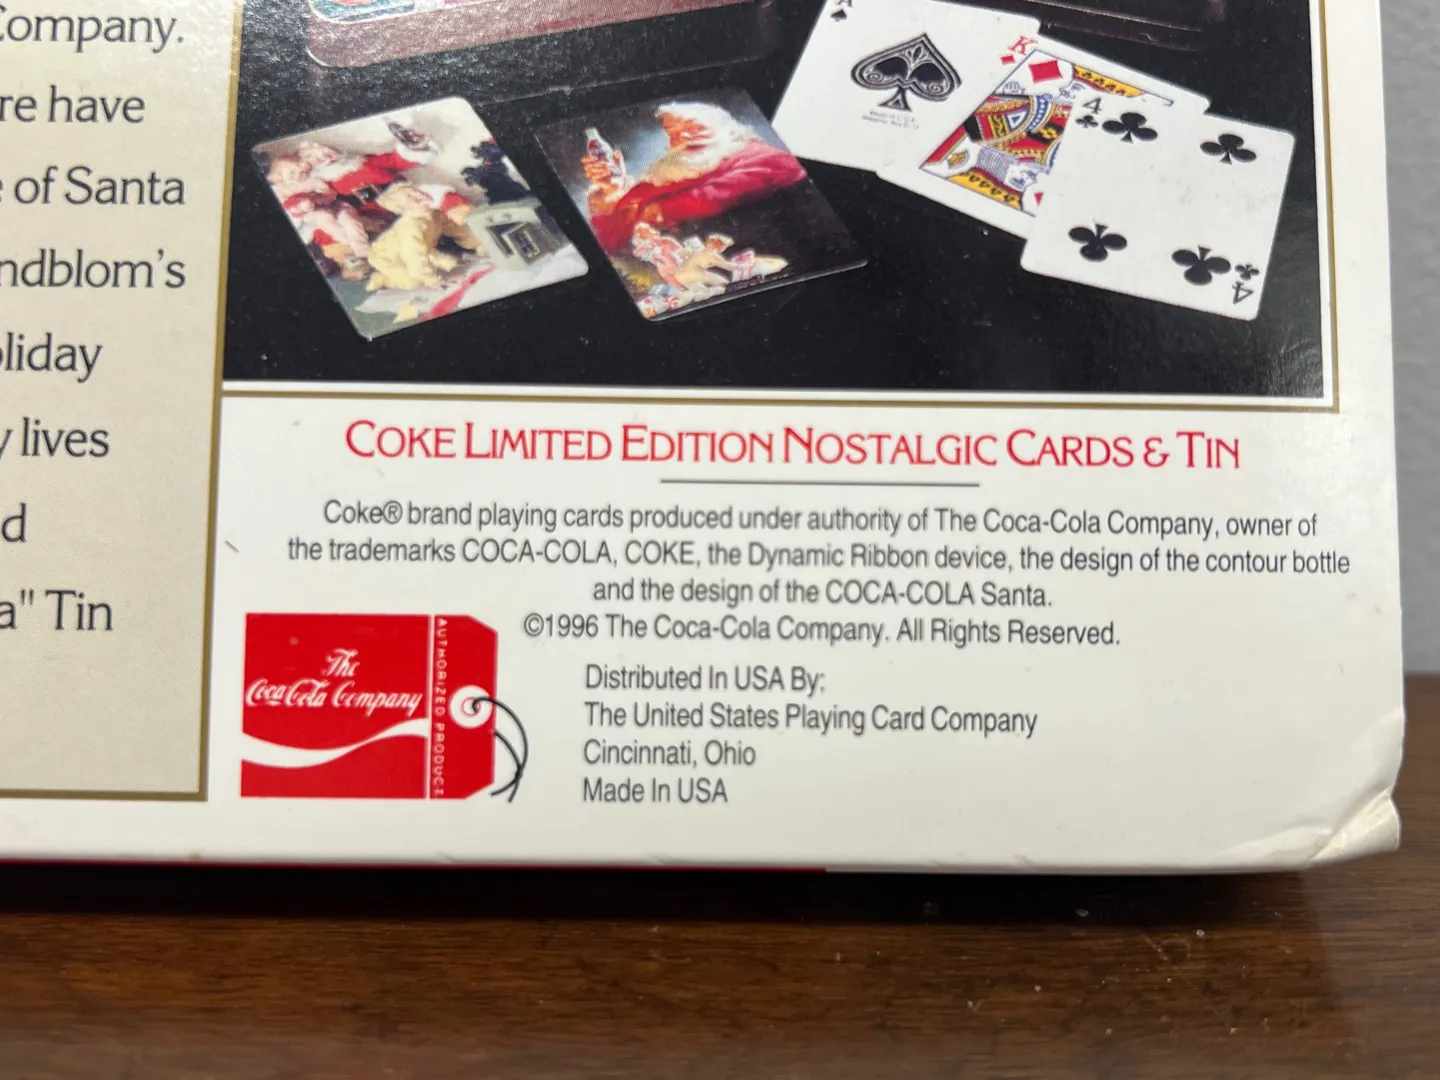 Company.
re have
of Santa
ndblom's
liday
lives
d
a" Tin
A
K
4
4
COKE LIMITED EDITION NOSTALGIC CARDS & TIN
Coke® brand playing cards produced under authority of The Coca-Cola Company, owner of
the trademarks COCA-COLA, COKE, the Dynamic Ribbon device, the design of the contour bottle
and the design of the COCA-COLA Santa.
©1996 The Coca-Cola Company. All Rights Reserved.
The
Coca-Cola Company
AUTHORIZED PRODUCT
Distributed In USA By:
The United States Playing Card Company
Cincinnati, Ohio
Made In USA